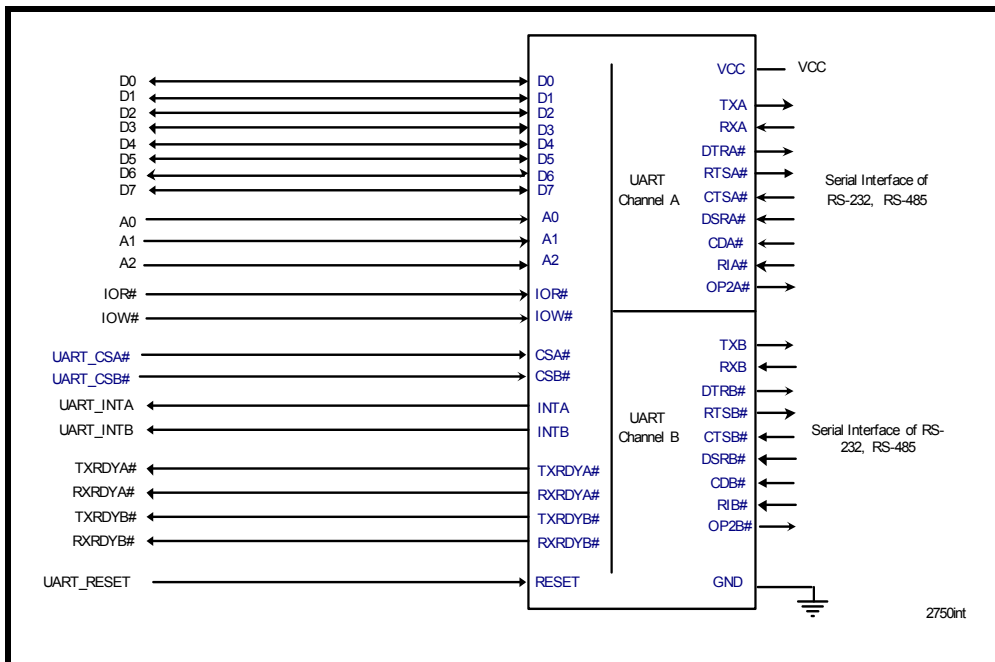 D0
D1
D2
D3
D4
D5
D6
D7
A0
A1
A2
IOR#
IOW#
UART_CSA#
UART_CSB#
UART_INTA
UART_INTB
TXRDYA#
RXRDYA#
TXRDYB#
RXRDYB#
UART_RESET
D0
D1
D2
D3
D4
D5
D6
D7
A0
A1
A2
IOR#
IOW#
CSA#
CSB#
INTA
INTB
TXRDYA#
RXRDYA#
TXRDYB#
RXRDYB#
RESET
UART
Channel A
UART
Channel B
VCC
TXA
RXA
DTRA#
RTSA#
CTSA#
DSRA#
CDA#
RIA#
OP2A#
TXB
RXB
DTRB#
RTSB#
CTSB#
DSRB#
CDB#
RIB#
OP2B#
GND
VCC
Serial Interface of
RS-232, RS-485
Serial Interface of RS-
232, RS-485
2750int